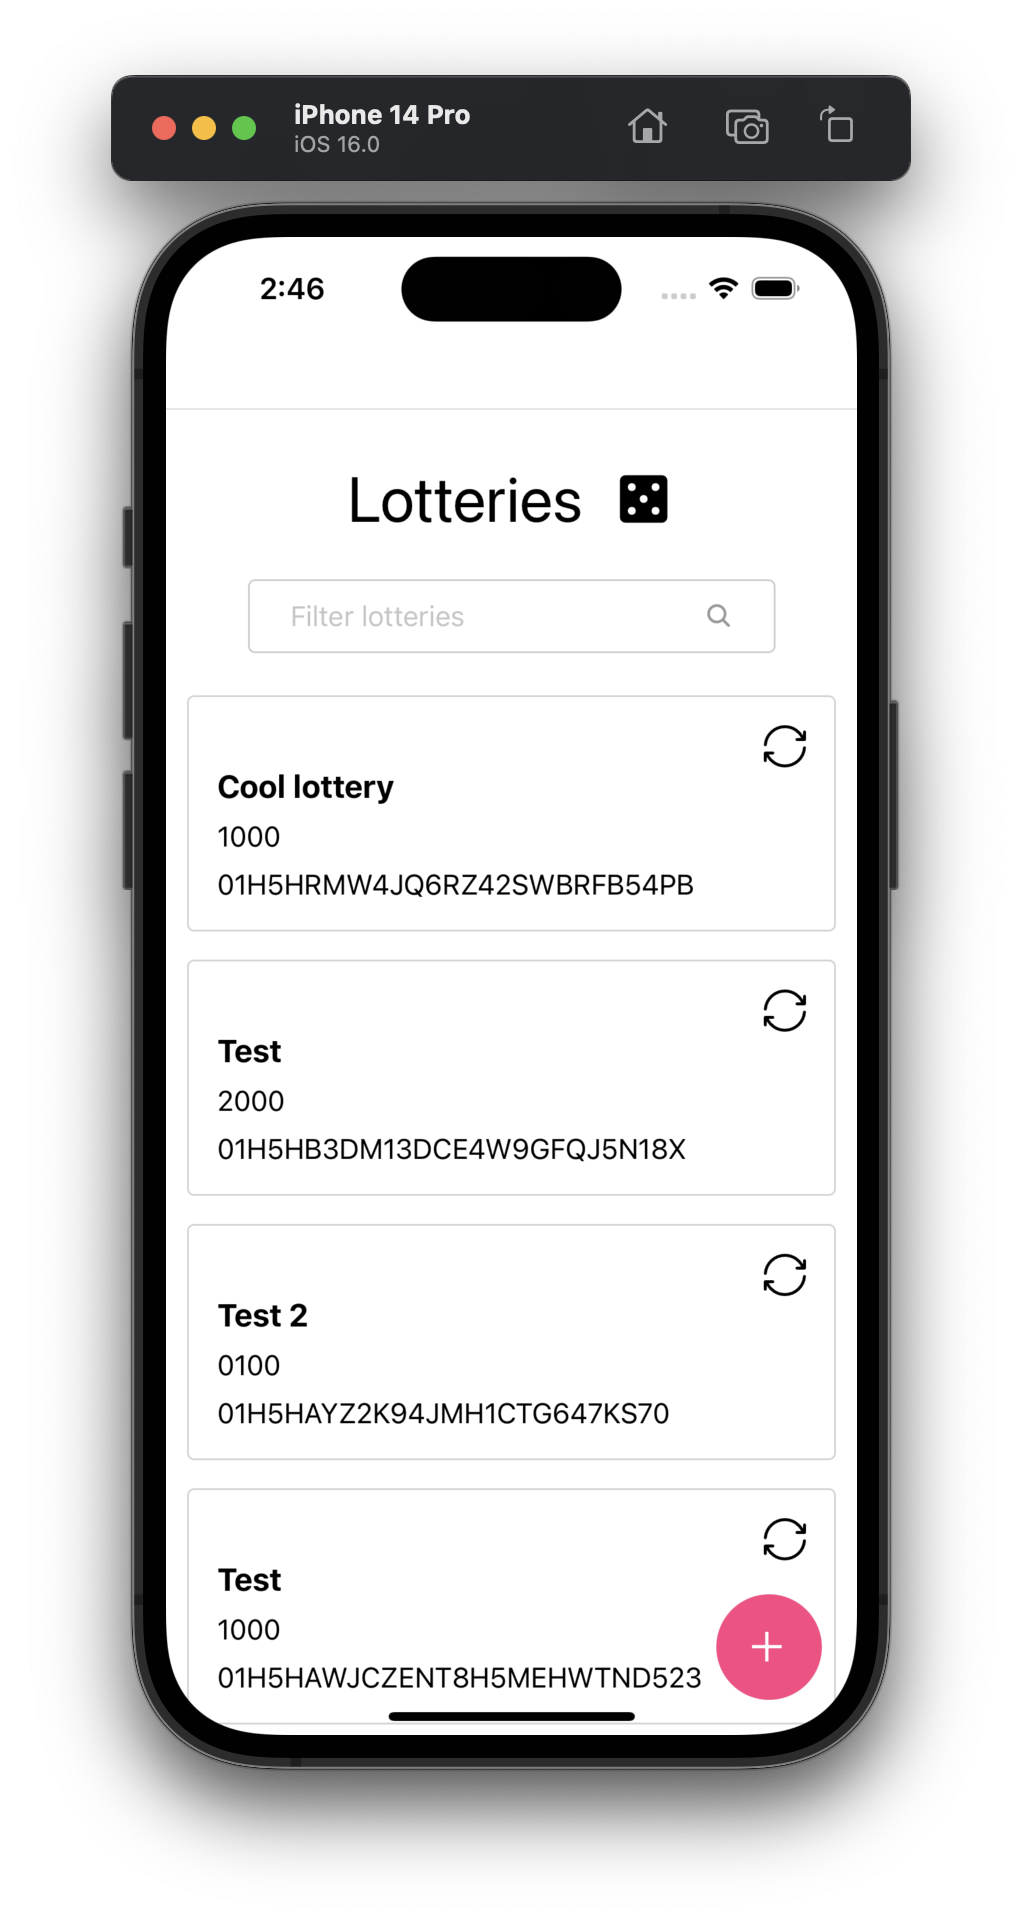 iPhone 14 Pro
iOS 16.0
2:46
Lotteries
Filter lotteries
Cool lottery
1000
01H5HRMW4JQ6RZ42SWBRFB54PB
Test
2000
01H5HB3DM13DCE4W9GFQJ5N18X
Test 2
0100
01H5HAYZ2K94JMH1CTG647KS70
Test
1000
01H5HAWJCZENT8H5MEHWTND523